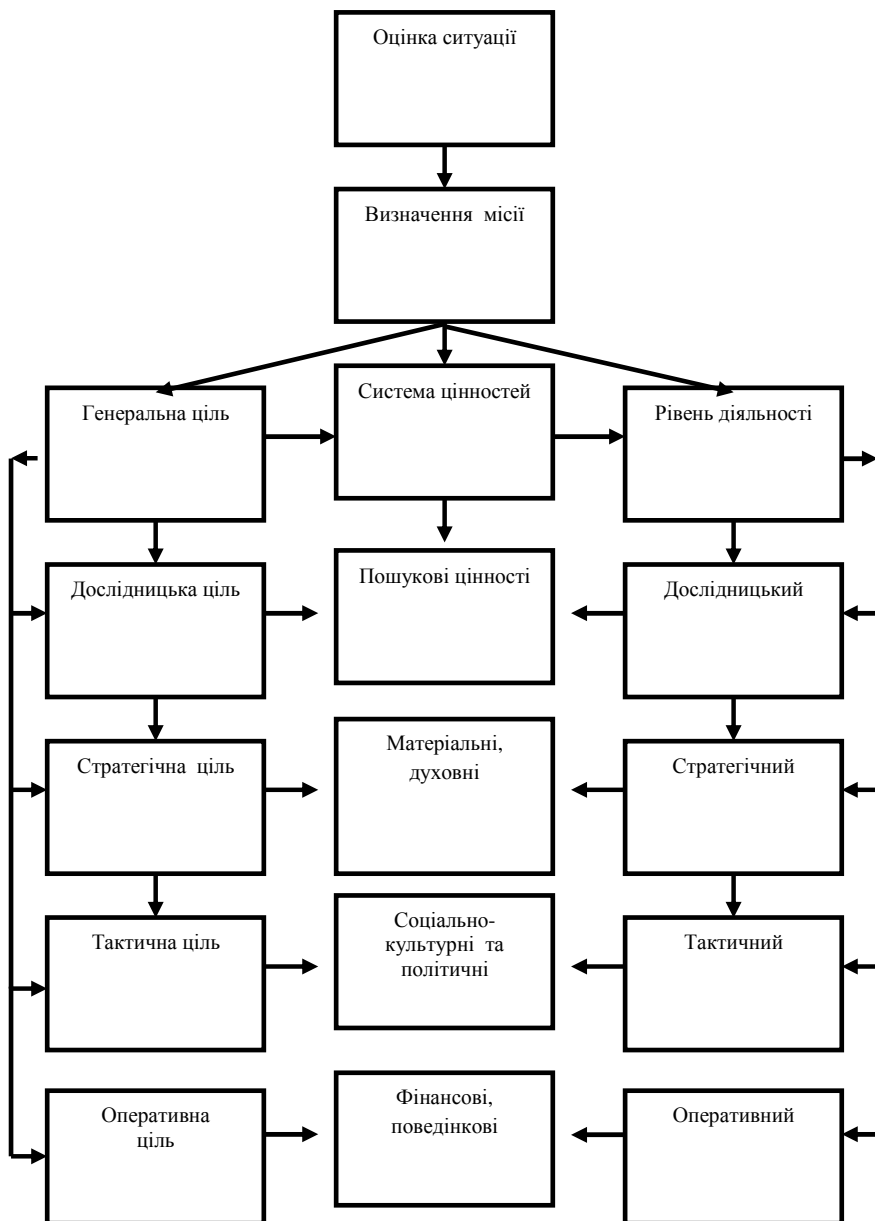 Оцінка ситуації
Визначення місії
Генеральна ціль
Система цінностей
Рівень діяльності
Дослідницька ціль
Пошукові цінності
Дослідницький
Стратегічна ціль
Матеріальні,
духовні
Стратегічний
Тактична ціль
Соціально-
культурні та
політичні
Тактичний
Оперативна
ціль
Фінансові,
поведінкові
Оперативний